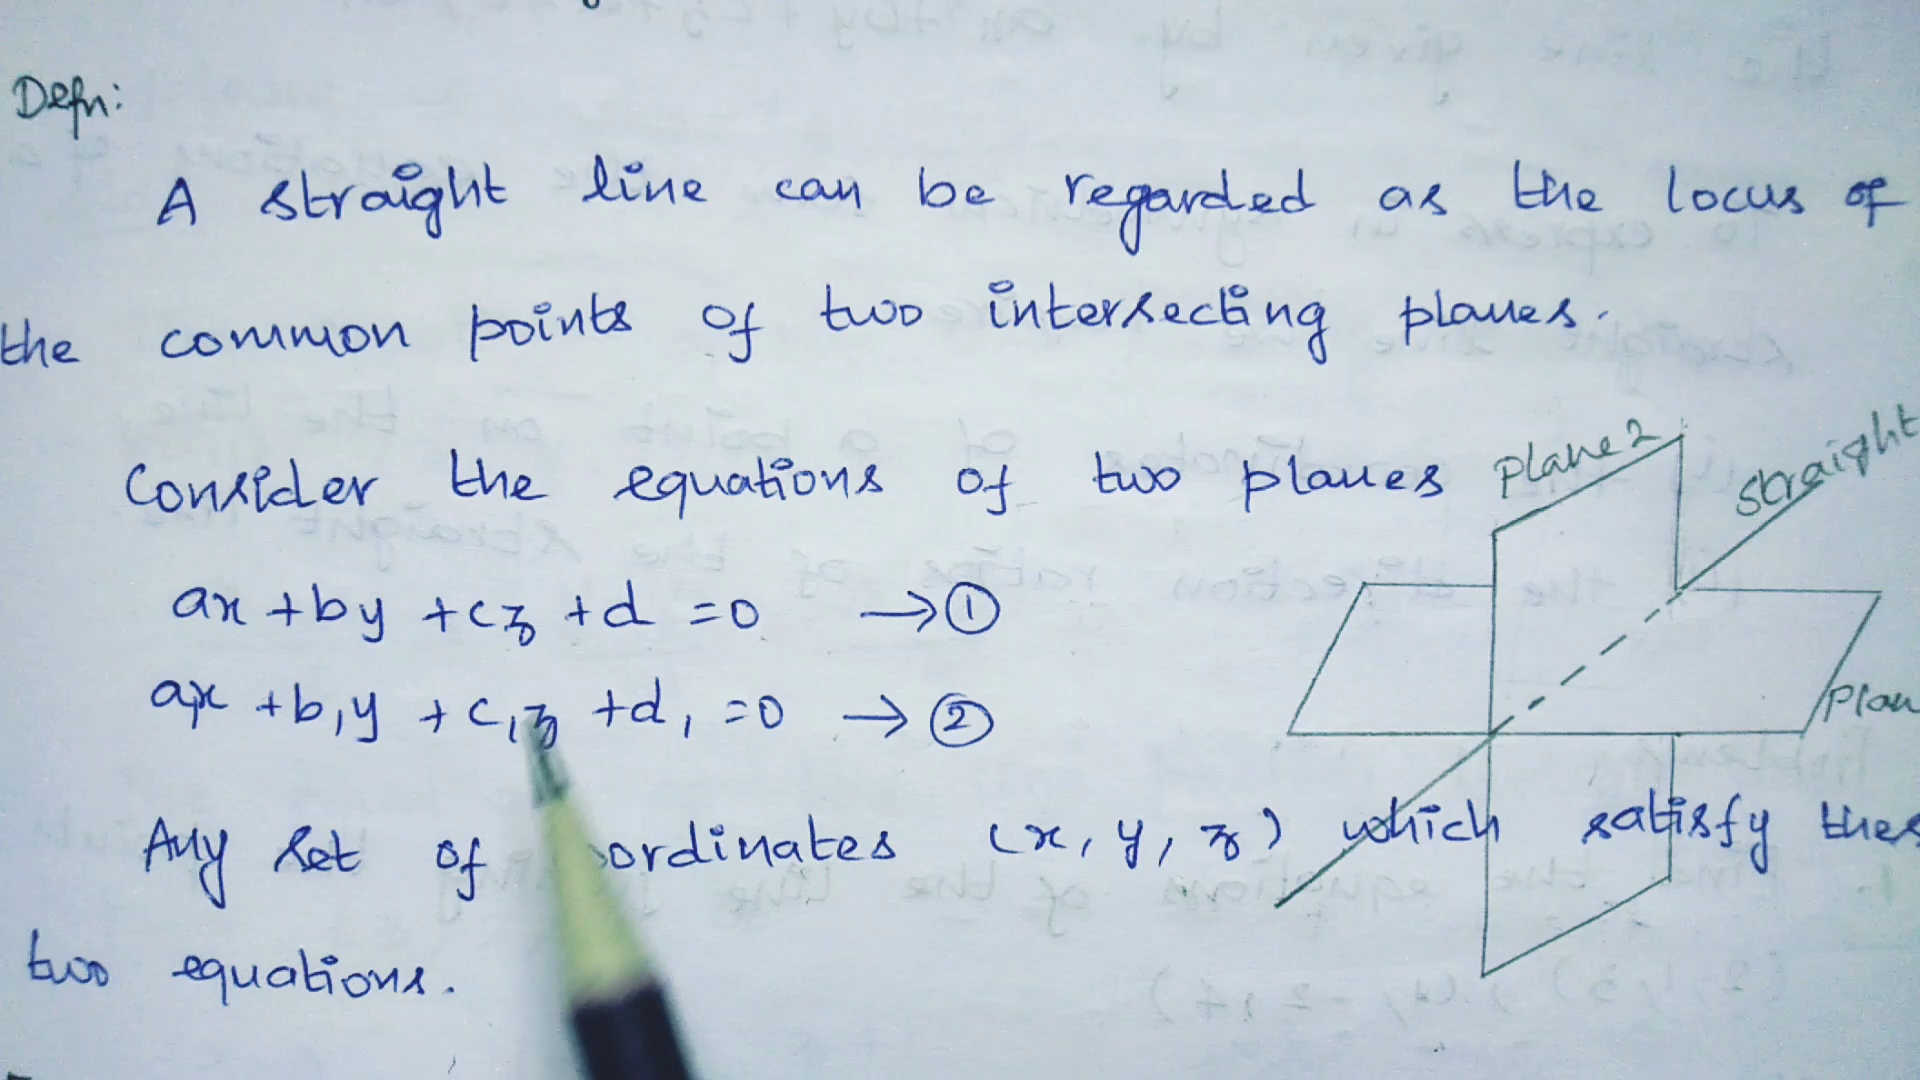 Defn:
A straight line can be regarded as the locus of
the common points of two intersecting planes.
Consider the equations of two planes
Plane 2
straight
ax + by + cz + d = 0 → ①
a₁x + b₁y + c₁z + d₁ = 0 → ②
Plan
Any set of ordinates (x, y, z) which satisfy thes
two equations.